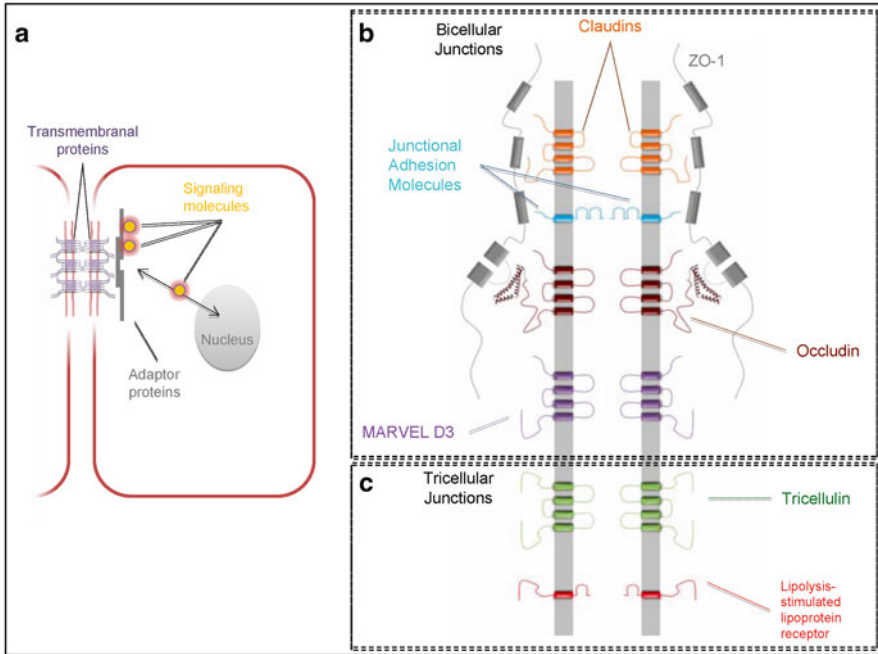 a
Transmembranal
proteins
Signaling
molecules
Nucleus
Adaptor
proteins
b
Bicellular
Junctions
Claudins
ZO-1
Junctional
Adhesion
Molecules
Occludin
MARVEL D3
c
Tricellular
Junctions
Tricellulin
Lipolysis-
stimulated
lipoprotein
receptor